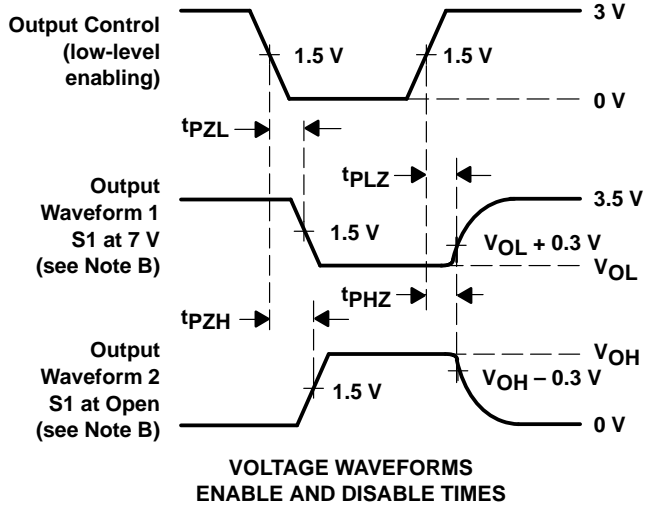 Output Control
(low-level
enabling)
3 V
1.5 V
1.5 V
0 V
tPZL
tPLZ
Output
Waveform 1
S1 at 7 V
(see Note B)
3.5 V
1.5 V
VOL + 0.3 V
VOL
tPHZ
tPZH
Output
Waveform 2
S1 at Open
(see Note B)
VOH
1.5 V
VOH – 0.3 V
0 V
VOLTAGE WAVEFORMS
ENABLE AND DISABLE TIMES